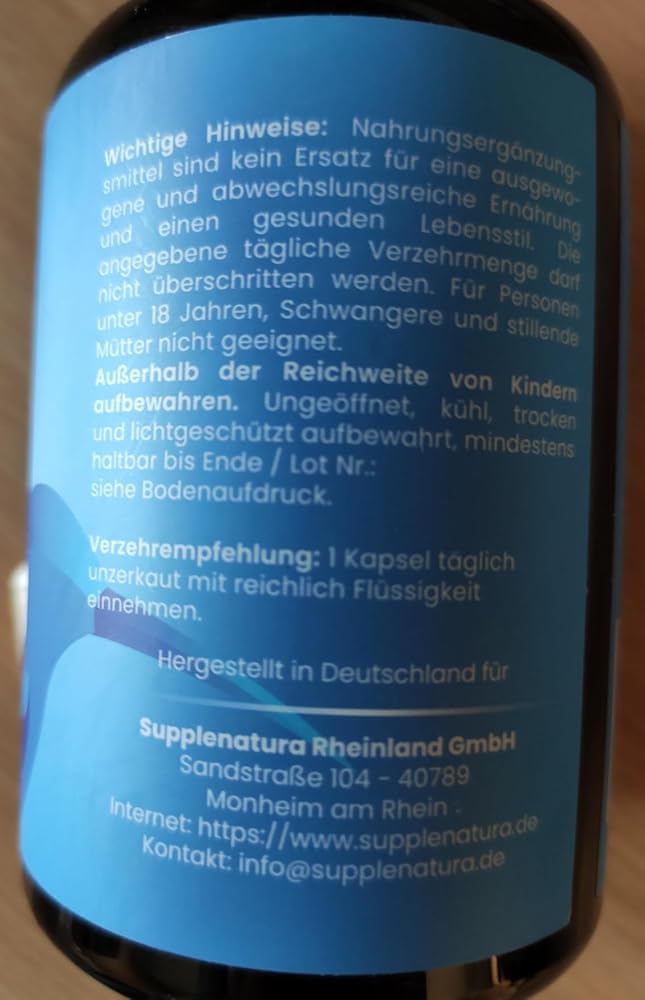 Wichtige Hinweise: Nahrungsergänzung-
smittel sind kein Ersatz für eine ausgewo-
gene und abwechslungsreiche Ernährung
und einen gesunden Lebensstil. Die
angegebene tägliche Verzehrmenge darf
nicht überschritten werden. Für Personen
unter 18 Jahren, Schwangere und stillende
Mütter nicht geeignet.
Außerhalb der Reichweite von Kindern
aufbewahren. Ungeöffnet, kühl, trocken
und lichtgeschützt aufbewahrt, mindestens
haltbar bis Ende / Lot Nr.:
siehe Bodenaufdruck.
Verzehrempfehlung: 1 Kapsel täglich
unzerkaut mit reichlich Flüssigkeit
einnehmen.
Hergestellt in Deutschland für
Supplenatura Rheinland GmbH
Sandstraße 104 - 40789
Monheim am Rhein .
Internet: https://www.supplenatura.de
Kontakt: info@supplenatura.de